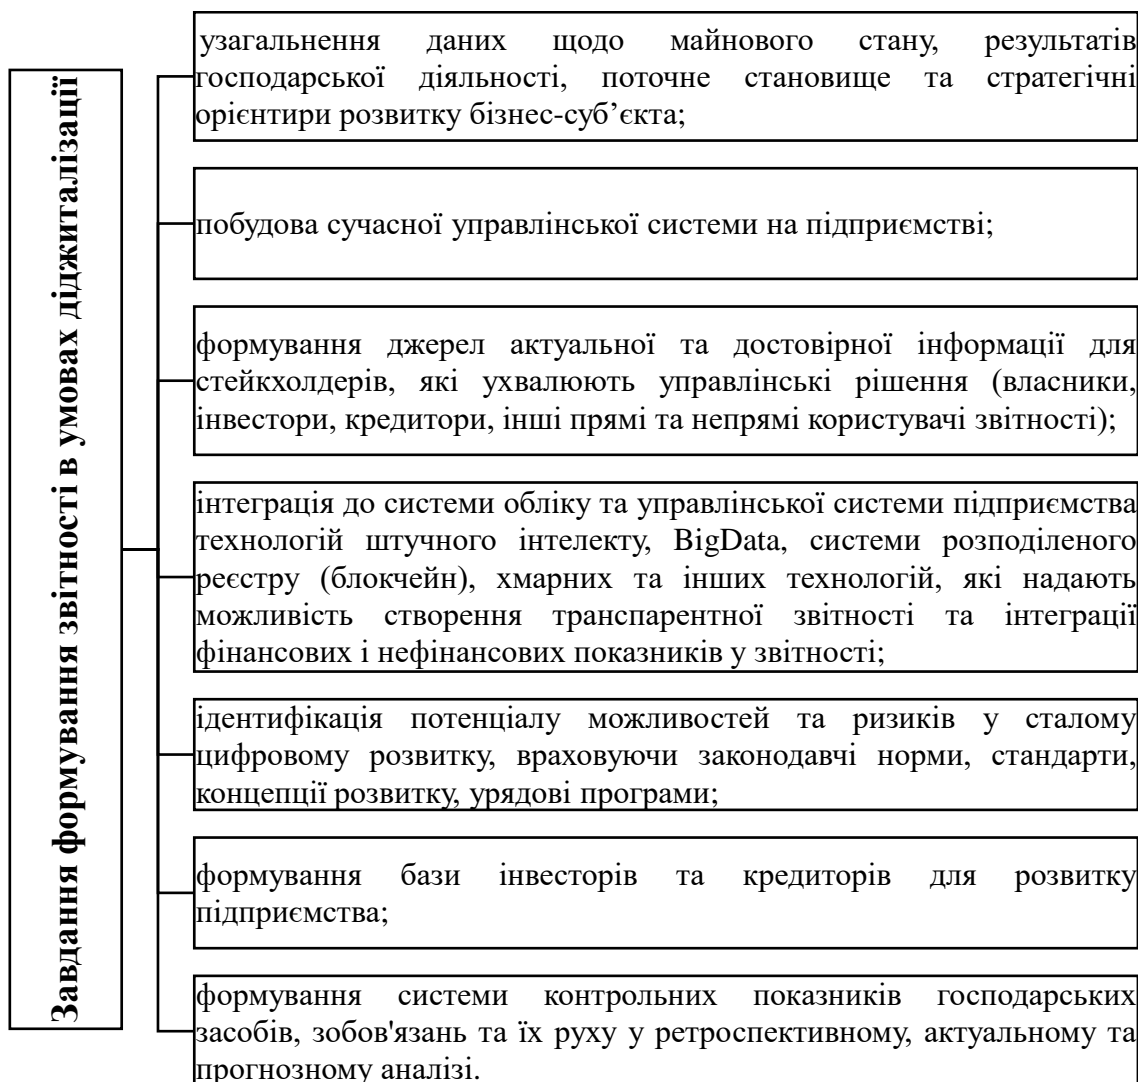 Завдання формування звітності в умовах діджиталізації
узагальнення даних щодо майнового стану, результатів
господарської діяльності, поточне становище та стратегічні
орієнтири розвитку бізнес-суб’єкта;
побудова сучасної управлінської системи на підприємстві;
формування джерел актуальної та достовірної інформації для
стейкхолдерів, які ухвалюють управлінські рішення (власники,
інвестори, кредитори, інші прямі та непрямі користувачі звітності);
інтеграція до системи обліку та управлінської системи підприємства
технологій штучного інтелекту, BigData, системи розподіленого
реєстру (блокчейн), хмарних та інших технологій, які надають
можливість створення транспарентної звітності та інтеграції
фінансових і нефінансових показників у звітності;
ідентифікація потенціалу можливостей та ризиків у сталому
цифровому розвитку, враховуючи законодавчі норми, стандарти,
концепції розвитку, урядові програми;
формування бази інвесторів та кредиторів для розвитку
підприємства;
формування системи контрольних показників господарських
засобів, зобов'язань та їх руху у ретроспективному, актуальному та
прогнозному аналізі.